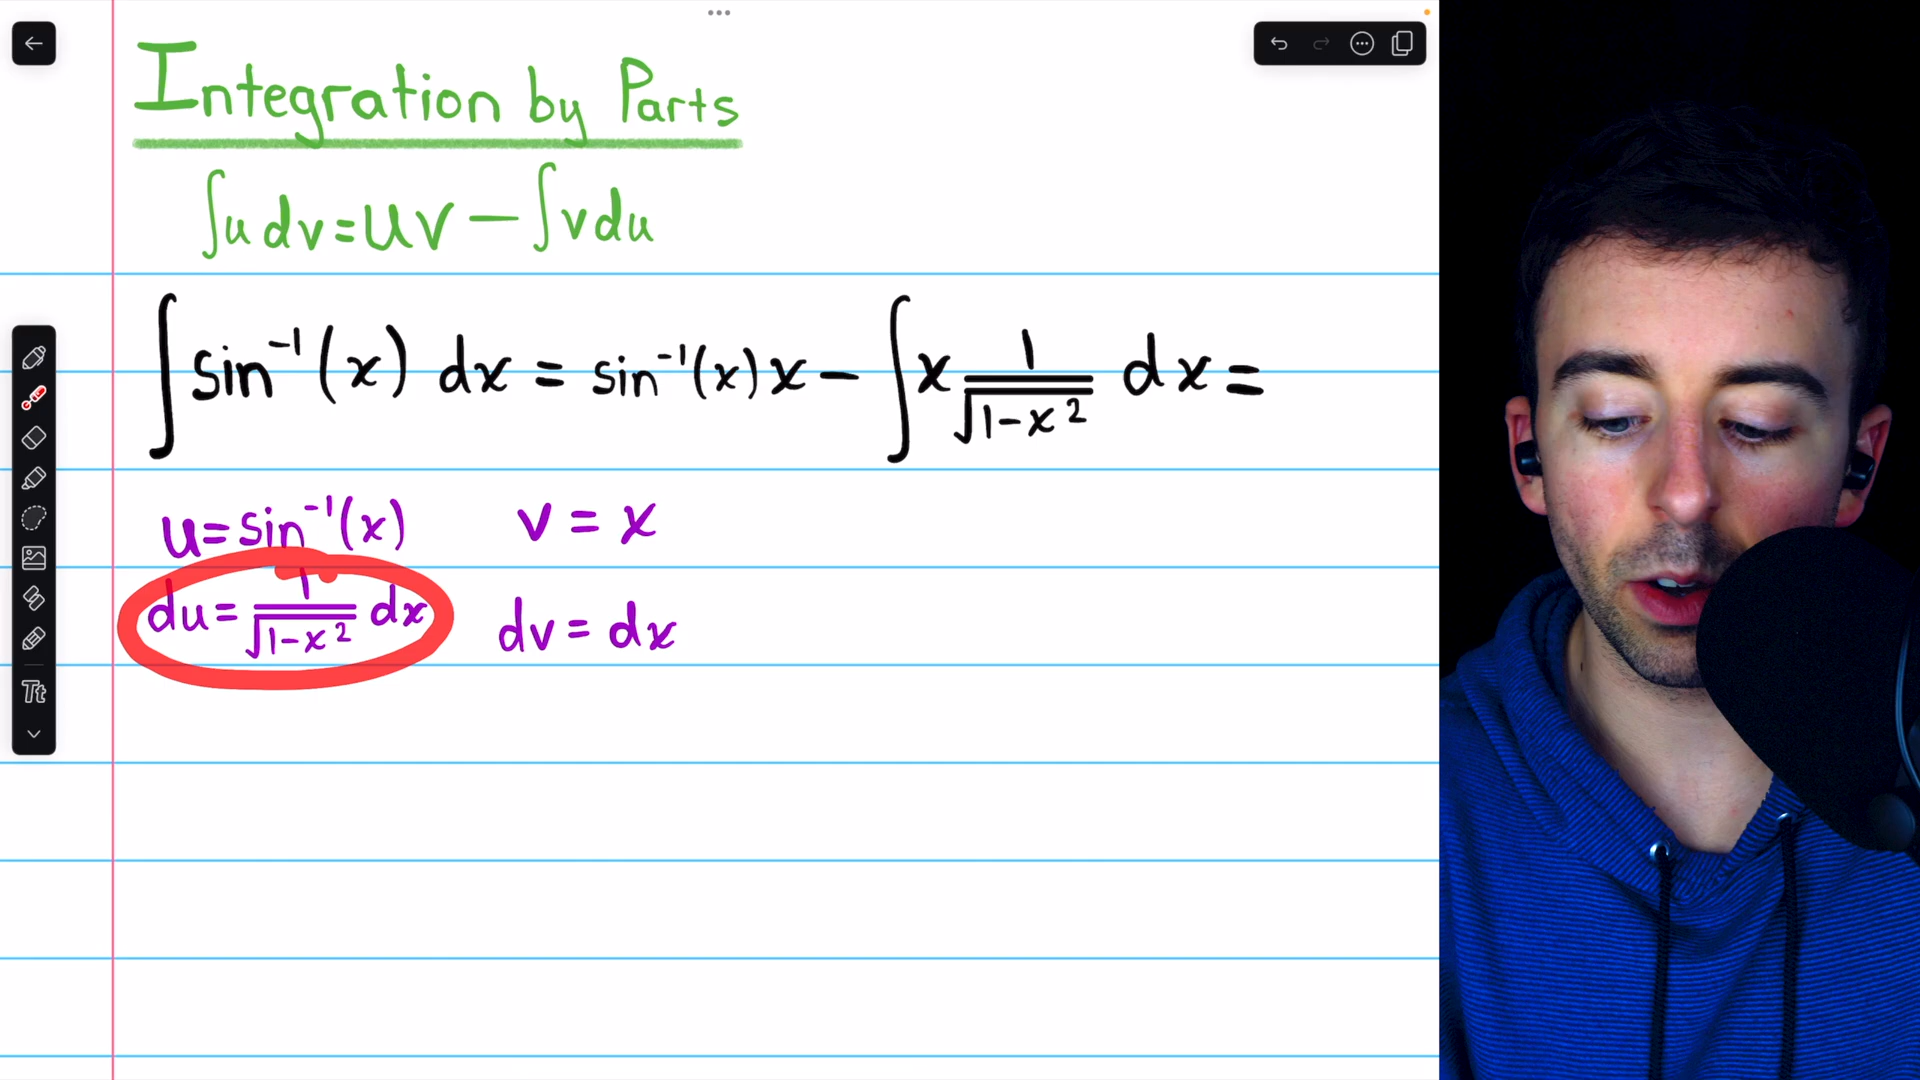 Integration by Parts
∫u dv = uv − ∫v du
∫ sin⁻¹(x) dx = sin⁻¹(x) x − ∫ x 1/√(1−x²) dx =
u = sin⁻¹(x) v = x
du = 1/√(1−x²) dx dv = dx
Tt